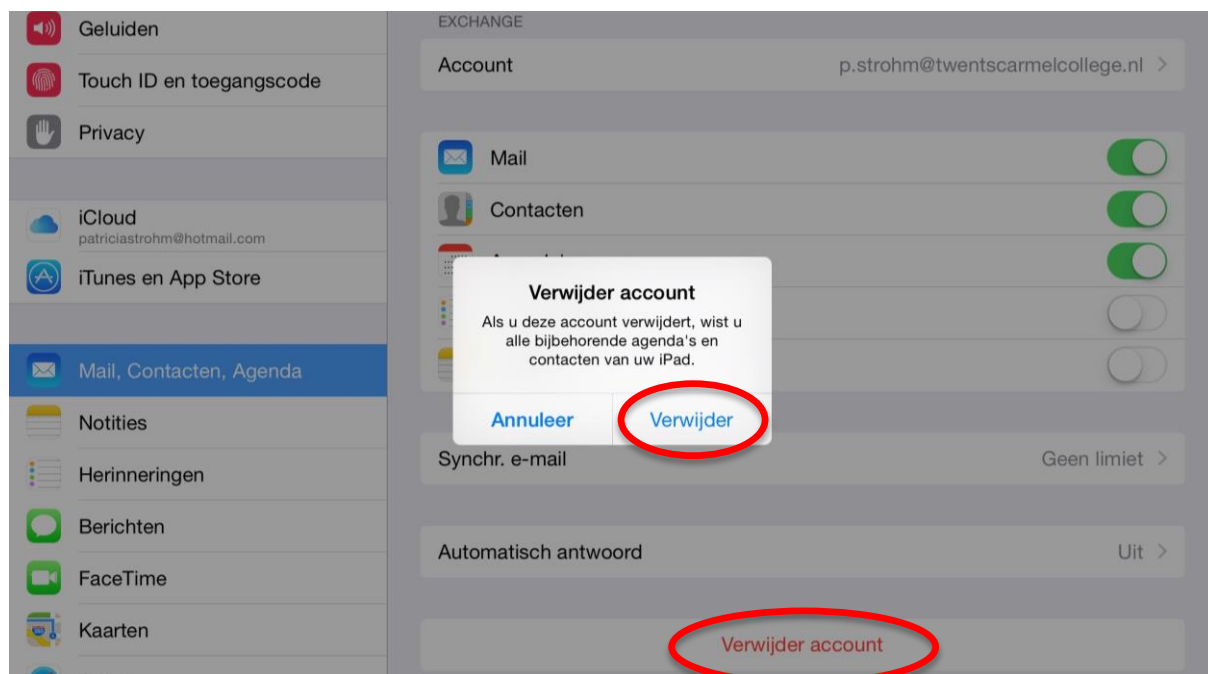 Geluiden
Touch ID en toegangscode
Privacy
iCloud
patriciastrohm@hotmail.com
iTunes en App Store
Mail, Contacten, Agenda
Notities
Herinneringen
Berichten
FaceTime
Kaarten
EXCHANGE
Account p.strohm@twentscarmelcollege.nl >
Mail
Contacten
Verwijder account
Als u deze account verwijdert, wist u
alle bijbehorende agenda's en
contacten van uw iPad.
Annuleer Verwijder
Synchr. e-mail Geen limiet >
Automatisch antwoord Uit >
Verwijder account